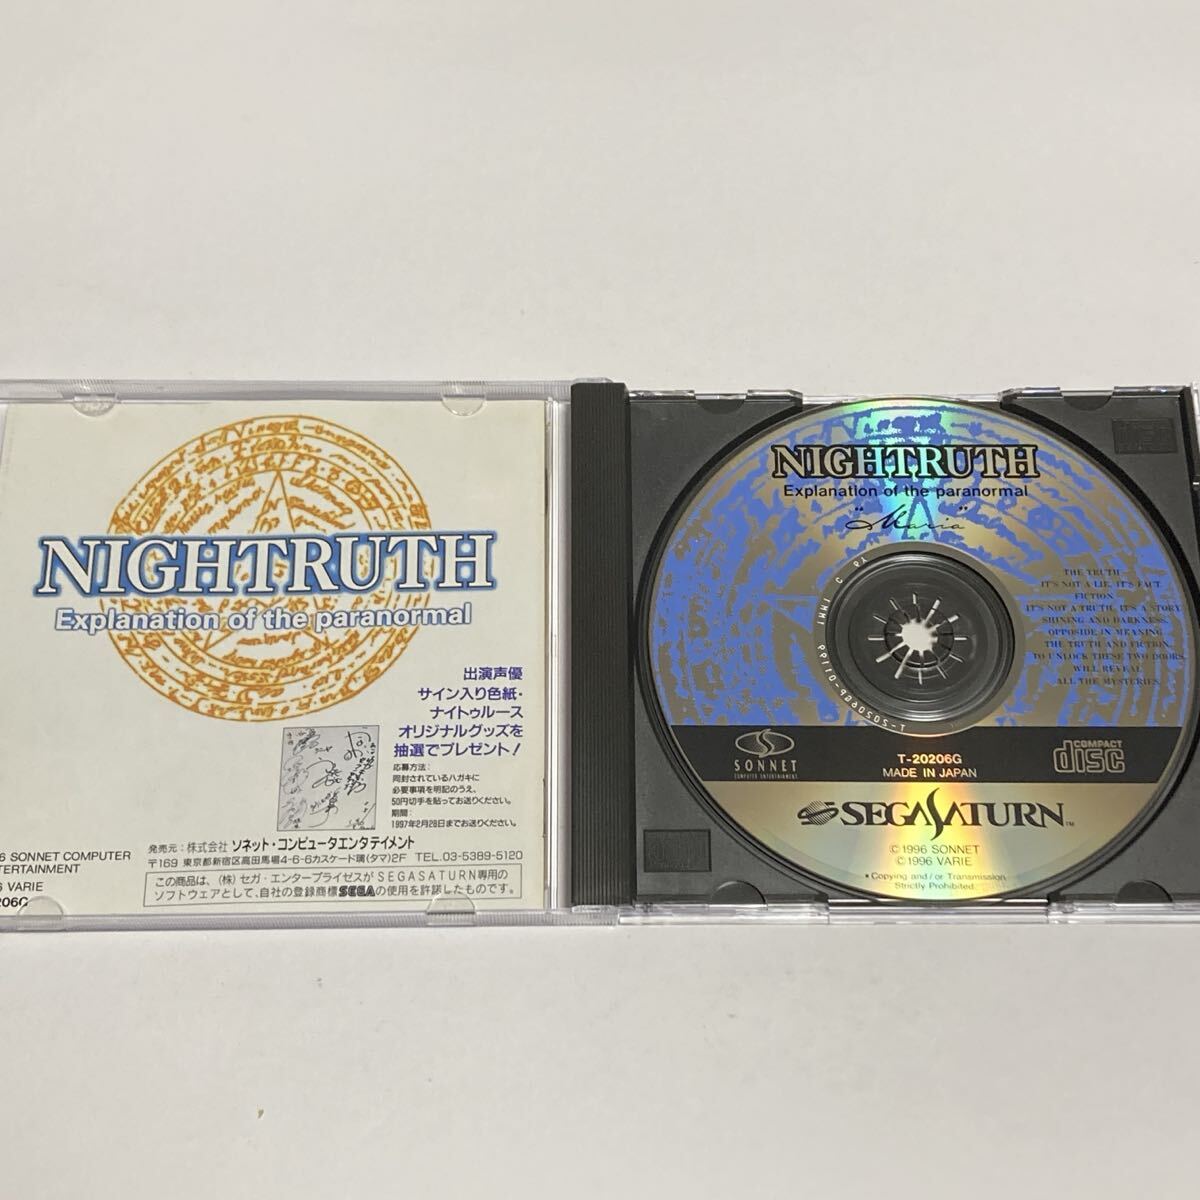 NIGHTRUTH
Explanation of the paranormal
出演声優
サイン入り色紙・
ナイトゥルース
オリジナルグッズを
抽選でプレゼント!
応募方法:
同封されているハガキに
必要事項を明記のうえ、
50円切手を貼ってお送りください。
期間:
1997年2月28日までお送りください。
発売元:株式会社 ソネット・コンピュータエンタテイメント
〒169 東京都新宿区高田馬場4-6-6カスケード璃(タマ)2F TEL.03-5389-5120
この商品は、(株)セガ・エンタープライゼスがSEGASATURN専用の
ソフトウェアとして、自社の登録商標SEGAの使用を許諾したものです。
6 SONNET COMPUTER
TERTAINMENT
6 VARIE
206G
NIGHTRUTH
Explanation of the paranormal
"Maria"
THE TRUTH
IT'S NOT A LIE. IT'S FACT.
FICTION
IT'S NOT A TRUTH. IT'S A STORY.
SHINING AND DARKNESS.
OPPOSIDE IN MEANING.
THE TRUTH AND FICTION.
TO UNLOCK THESE TWO DOORS,
WILL REVEAL
ALL THE MYSTERIES.
SONNET
COMPUTER ENTERTAINMENT
T-20206G
MADE IN JAPAN
COMPACT
disc
SEGASATURN™
©1996 SONNET
©1996 VARIE
*Copying and/or Transmission
Strictly Prohibited.